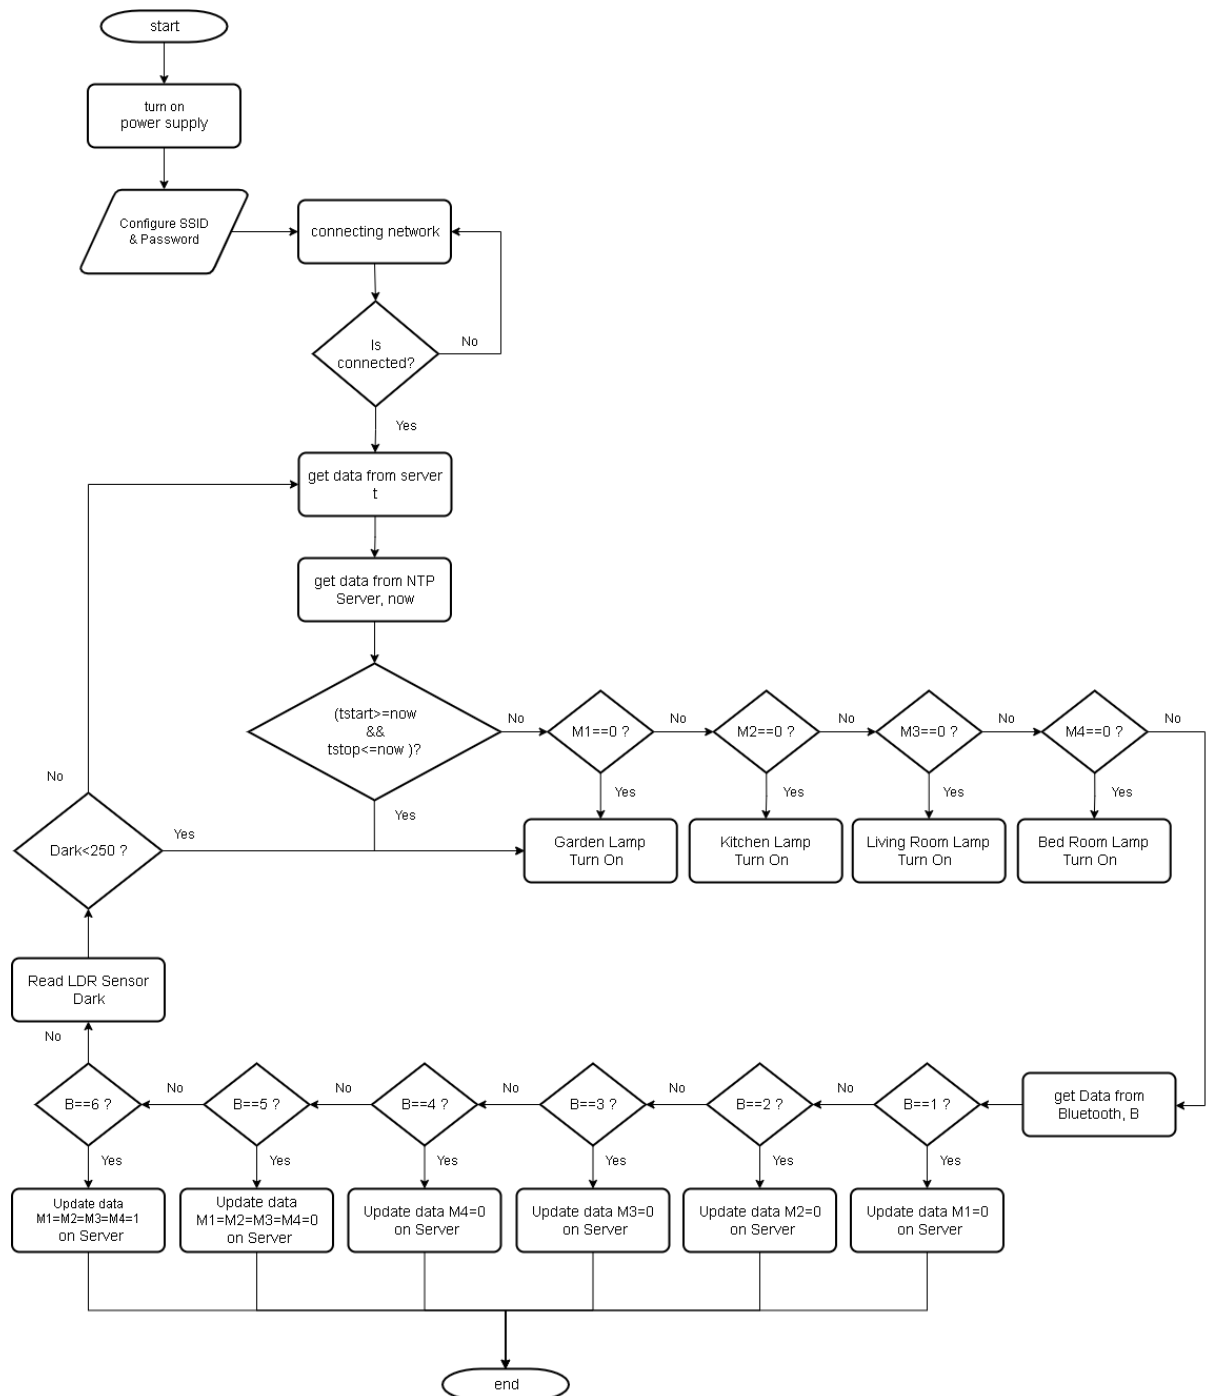 start
turn on
power supply
Configure SSID
& Password
connecting network
Is
connected?
No
Yes
get data from server
t
get data from NTP
Server, now
(tstart>=now
&&
tstop<=now )?
No
Yes
M1==0 ?
No
Yes
M2==0 ?
No
Yes
M3==0 ?
No
Yes
M4==0 ?
No
Yes
Garden Lamp
Turn On
Kitchen Lamp
Turn On
Living Room Lamp
Turn On
Bed Room Lamp
Turn On
No
Dark<250 ?
Yes
Read LDR Sensor
Dark
No
B==6 ?
Yes
No
B==5 ?
Yes
No
B==4 ?
Yes
No
B==3 ?
Yes
No
B==2 ?
Yes
No
B==1 ?
Yes
get Data from
Bluetooth, B
Update data
M1=M2=M3=M4=1
on Server
Update data
M1=M2=M3=M4=0
on Server
Update data M4=0
on Server
Update data M3=0
on Server
Update data M2=0
on Server
Update data M1=0
on Server
end